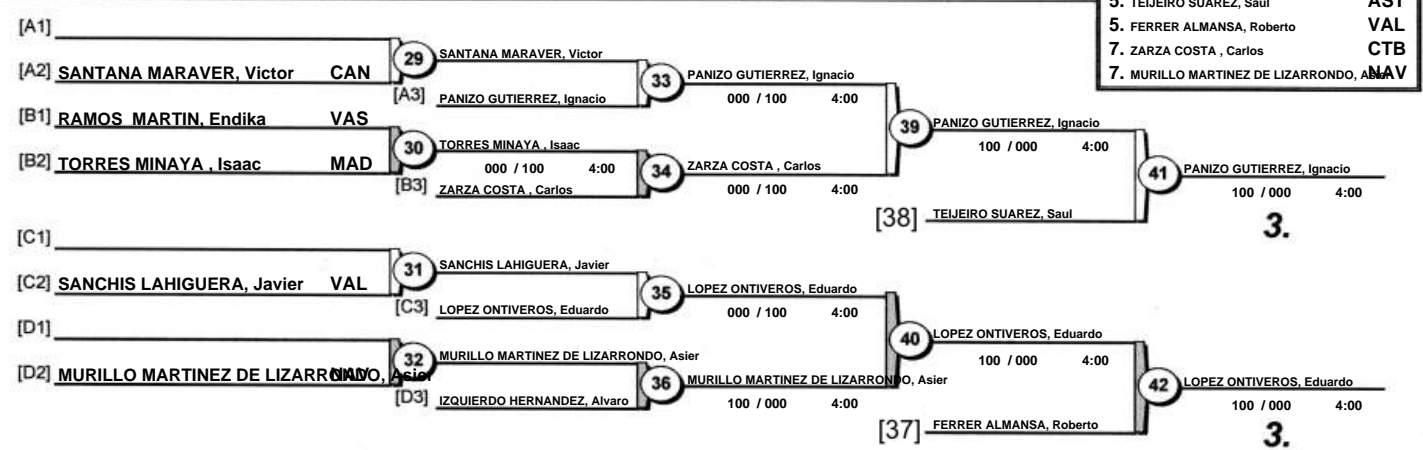 5. TEIJEIRO SUAREZ, Saul AST
5. FERRER ALMANSA, Roberto VAL
7. ZARZA COSTA , Carlos CTB
7. MURILLO MARTINEZ DE LIZARRONDO, Asier NAV
[A1]
29 SANTANA MARAVER, Victor
[A2] SANTANA MARAVER, Victor CAN
33 PANIZO GUTIERREZ, Ignacio
[A3] PANIZO GUTIERREZ, Ignacio
000 / 100 4:00
[B1] RAMOS MARTIN, Endika VAS
39 PANIZO GUTIERREZ, Ignacio
100 / 000 4:00
30 TORRES MINAYA , Isaac
[B2] TORRES MINAYA , Isaac MAD
000 / 100 4:00
34 ZARZA COSTA , Carlos
41 PANIZO GUTIERREZ, Ignacio
[B3] ZARZA COSTA , Carlos
000 / 100 4:00
100 / 000 4:00
[38] TEIJEIRO SUAREZ, Saul
3.
[C1]
31 SANCHIS LAHIGUERA, Javier
[C2] SANCHIS LAHIGUERA, Javier VAL
35 LOPEZ ONTIVEROS, Eduardo
[C3] LOPEZ ONTIVEROS, Eduardo
000 / 100 4:00
[D1]
40 LOPEZ ONTIVEROS, Eduardo
32 MURILLO MARTINEZ DE LIZARRONDO, Asier
100 / 000 4:00
[D2] MURILLO MARTINEZ DE LIZARRONDO, Asier NAV
36 MURILLO MARTINEZ DE LIZARRONDO, Asier
42 LOPEZ ONTIVEROS, Eduardo
[D3] IZQUIERDO HERNANDEZ, Alvaro
100 / 000 4:00
100 / 000 4:00
[37] FERRER ALMANSA, Roberto
3.